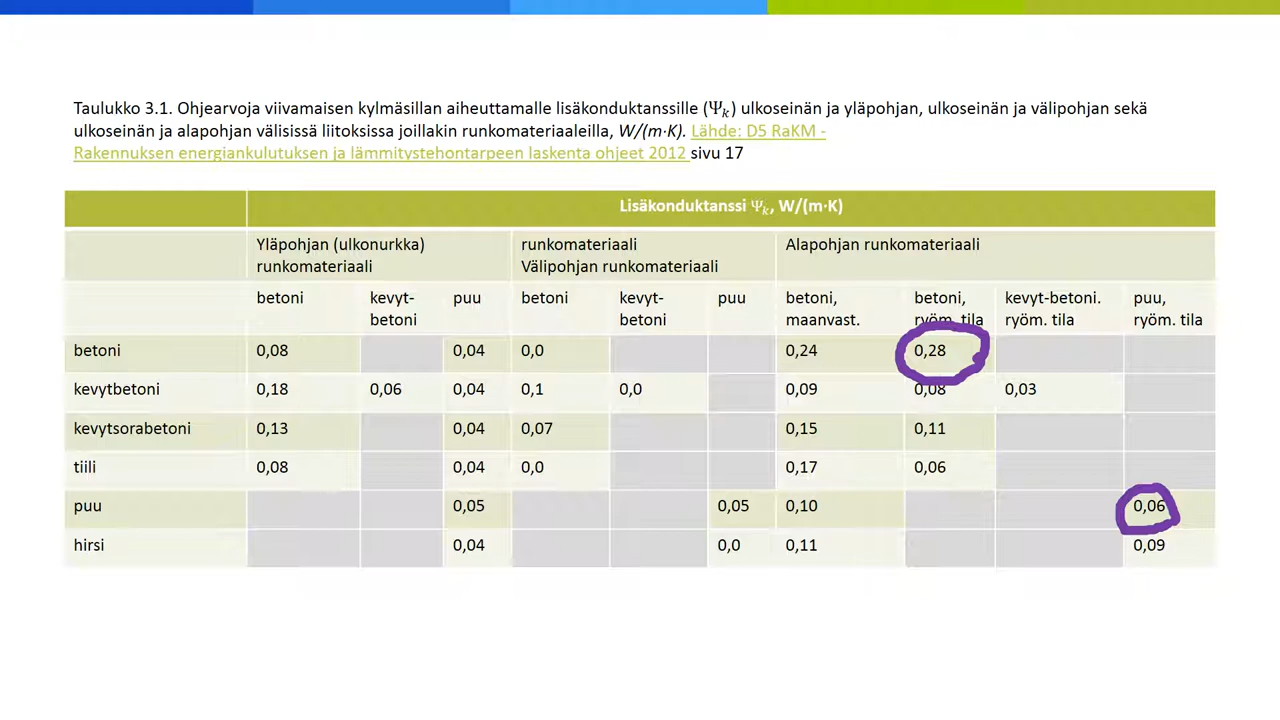 Taulukko 3.1. Ohjearvoja viivamaisen kylmäsillan aiheuttamalle lisäkonduktanssille (Ψk) ulkoseinän ja yläpohjan, ulkoseinän ja välipohjan sekä
ulkoseinän ja alapohjan välisissä liitoksissa joillakin runkomateriaaleilla, W/(m·K). Lähde: D5 RaKM -
Rakennuksen energiankulutuksen ja lämmitystehontarpeen laskenta ohjeet 2012 sivu 17
Lisäkonduktanssi Ψk, W/(m·K)
Yläpohjan (ulkonurkka) runkomateriaali Alapohjan runkomateriaali
runkomateriaali Välipohjan runkomateriaali
betoni kevyt- puu betoni kevyt- puu betoni, betoni, kevyt-betoni. puu,
betoni betoni maanvast. ryöm. tila ryöm. tila ryöm. tila
betoni 0,08 0,04 0,0 0,24 0,28
kevytbetoni 0,18 0,06 0,04 0,1 0,0 0,09 0,08 0,03
kevytsorabetoni 0,13 0,04 0,07 0,15 0,11
tiili 0,08 0,04 0,0 0,17 0,06
puu 0,05 0,05 0,10 0,06
hirsi 0,04 0,0 0,11 0,09